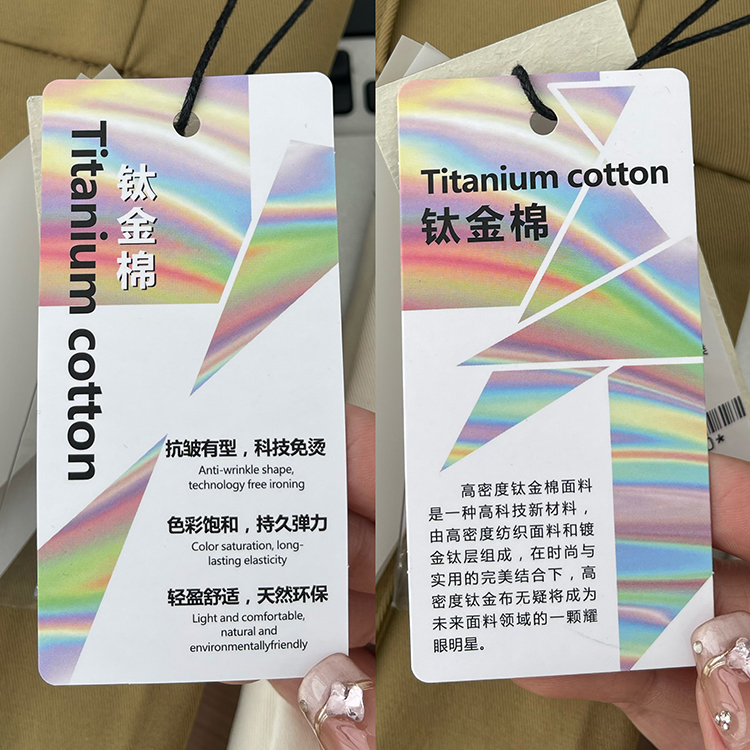 Titanium cotton
钛金棉
抗皱有型，科技免烫
Anti-wrinkle shape,
technology free ironing
色彩饱和，持久弹力
Color saturation, long-
lasting elasticity
轻盈舒适，天然环保
Light and comfortable,
natural and
environmentallyfriendly
Titanium cotton
钛金棉
高密度钛金棉面料
是一种高科技新材料，
由高密度纺织面料和镀
金钛层组成，在时尚与
实用的完美结合下，高
密度钛金布无疑将成为
未来面料领域的一颗耀
眼明星。